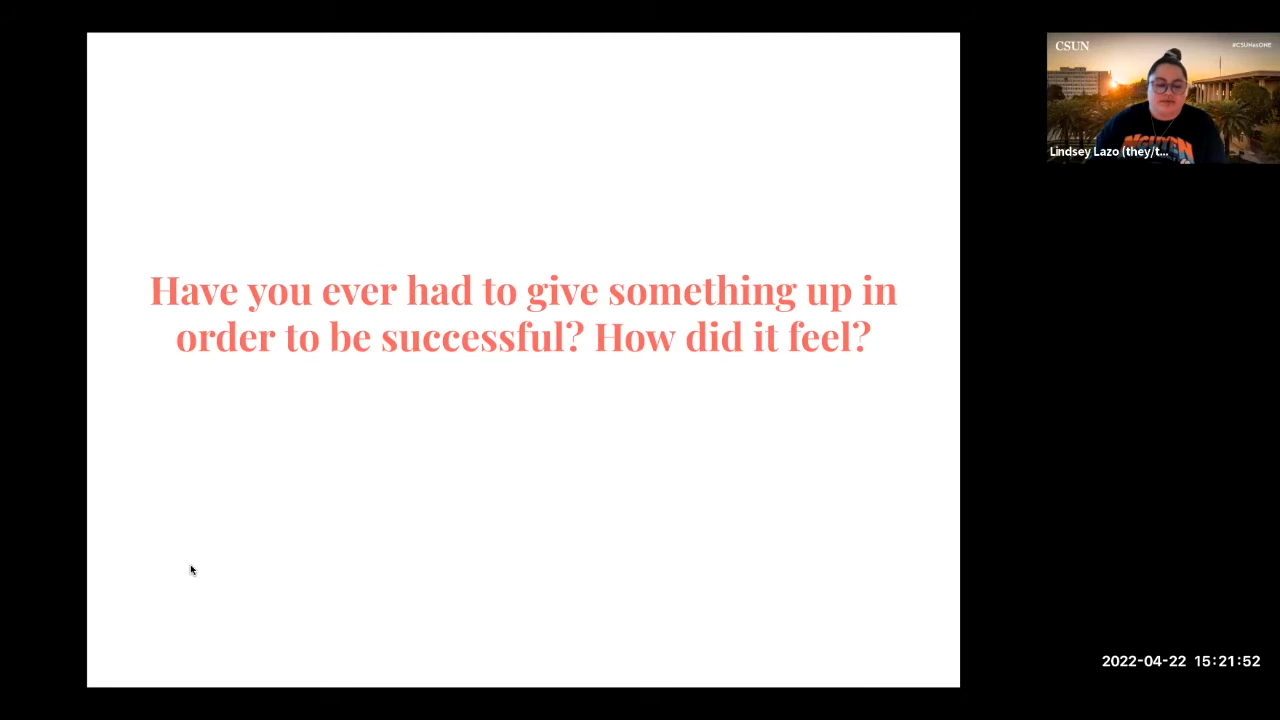 CSUN
#CSUNasONE
Lindsey Lazo (they/t...
Have you ever had to give something up in
order to be successful? How did it feel?
2022-04-22 15:21:52